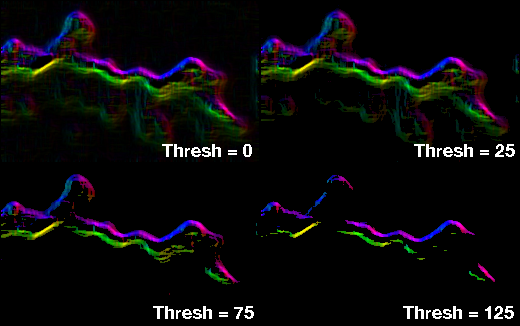 Thresh = 0
Thresh = 25
Thresh = 75
Thresh = 125